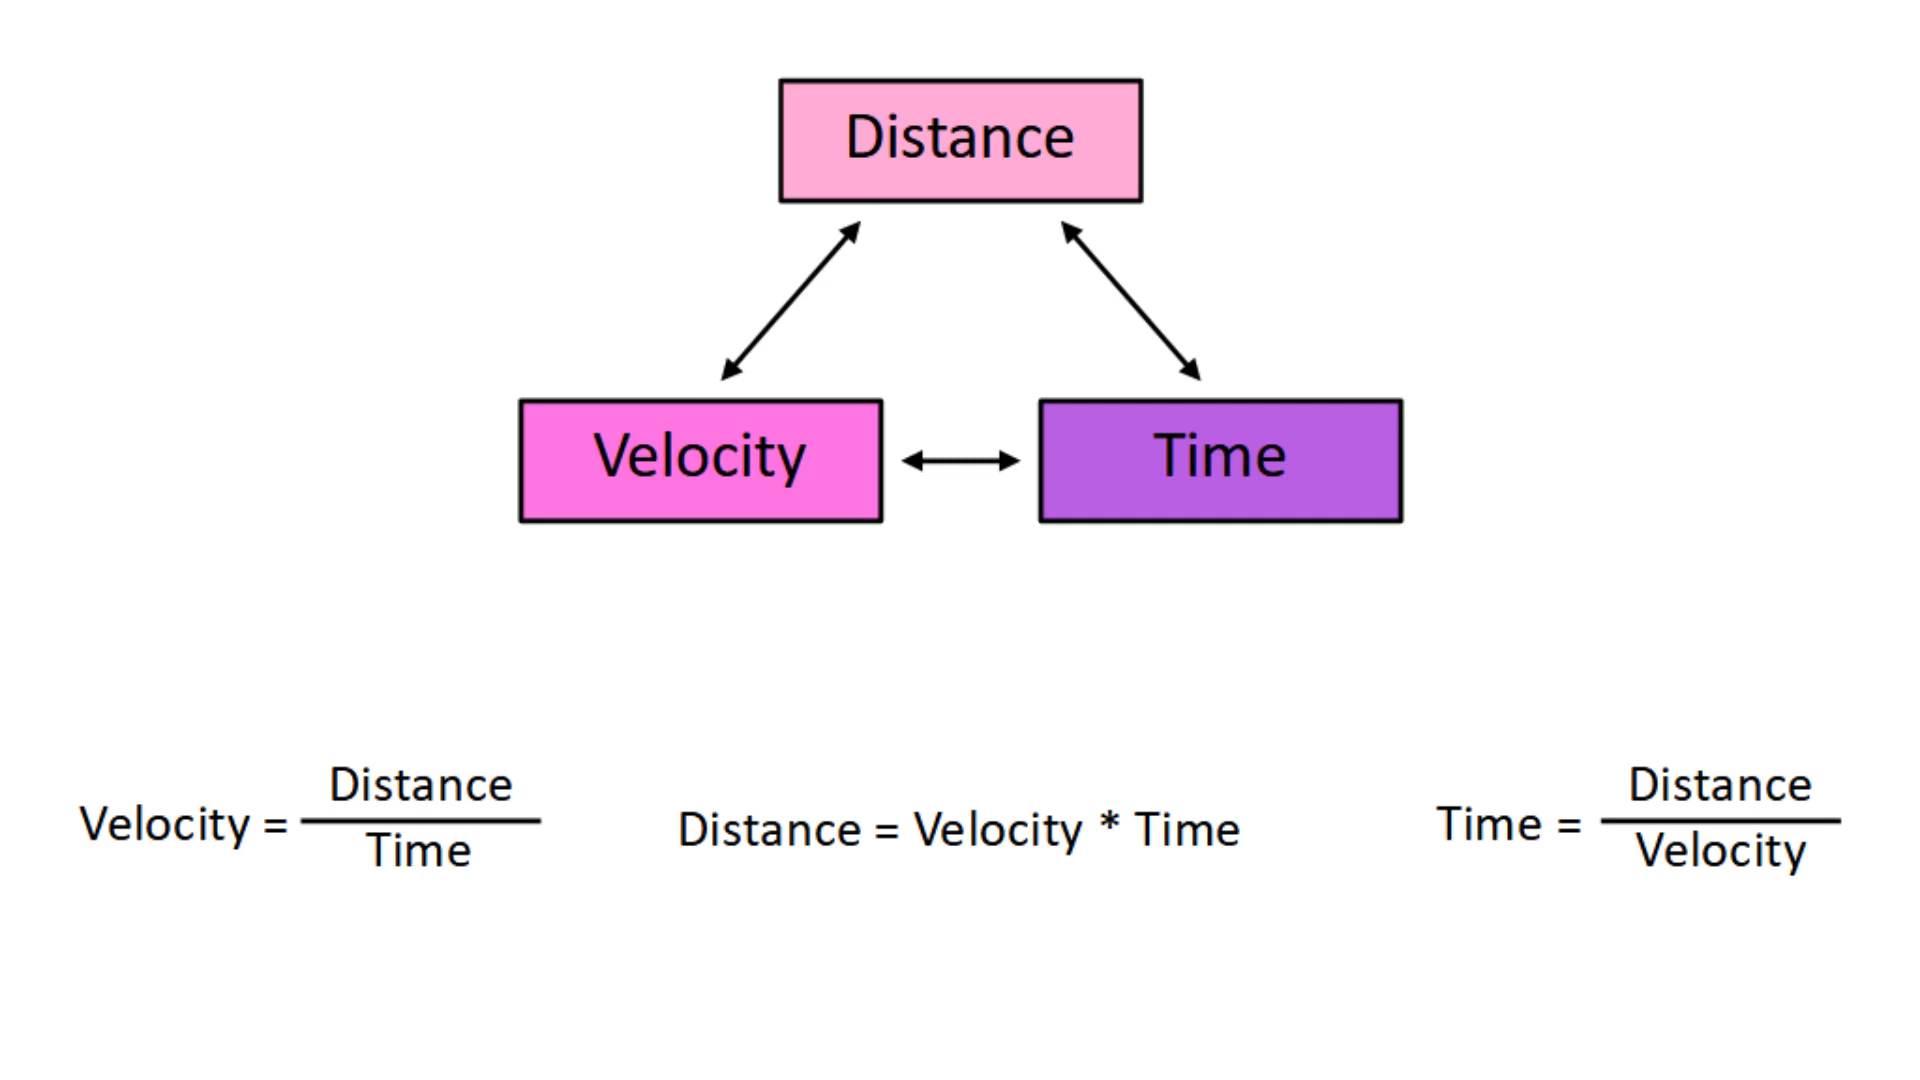 Distance
Velocity
Time
Velocity = Distance / Time
Distance = Velocity * Time
Time = Distance / Velocity